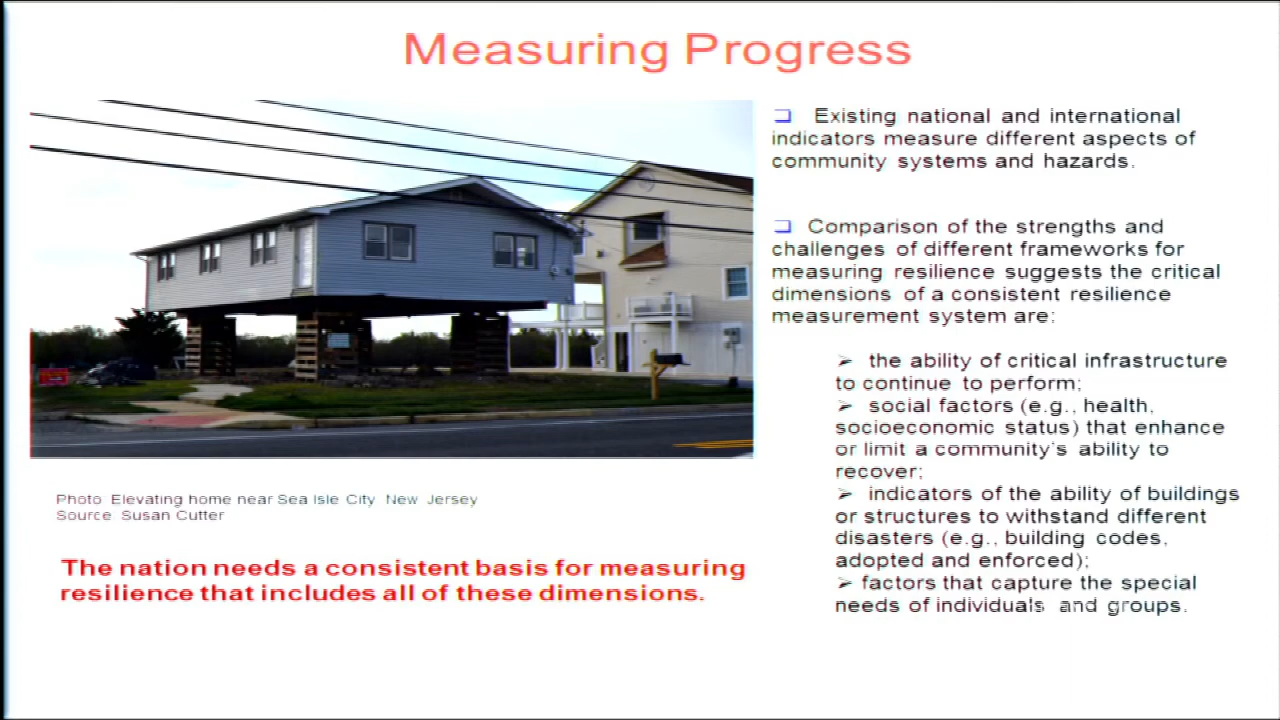 Measuring Progress
❑ Existing national and international
indicators measure different aspects of
community systems and hazards.
❑ Comparison of the strengths and
challenges of different frameworks for
measuring resilience suggests the critical
dimensions of a consistent resilience
measurement system are:
➢ the ability of critical infrastructure
to continue to perform;
➢ social factors (e.g., health,
socioeconomic status) that enhance
or limit a community's ability to
recover;
➢ indicators of the ability of buildings
or structures to withstand different
disasters (e.g., building codes,
adopted and enforced);
➢ factors that capture the special
needs of individuals and groups.
Photo Elevating home near Sea Isle City New Jersey
Source Susan Cutter
The nation needs a consistent basis for measuring
resilience that includes all of these dimensions.